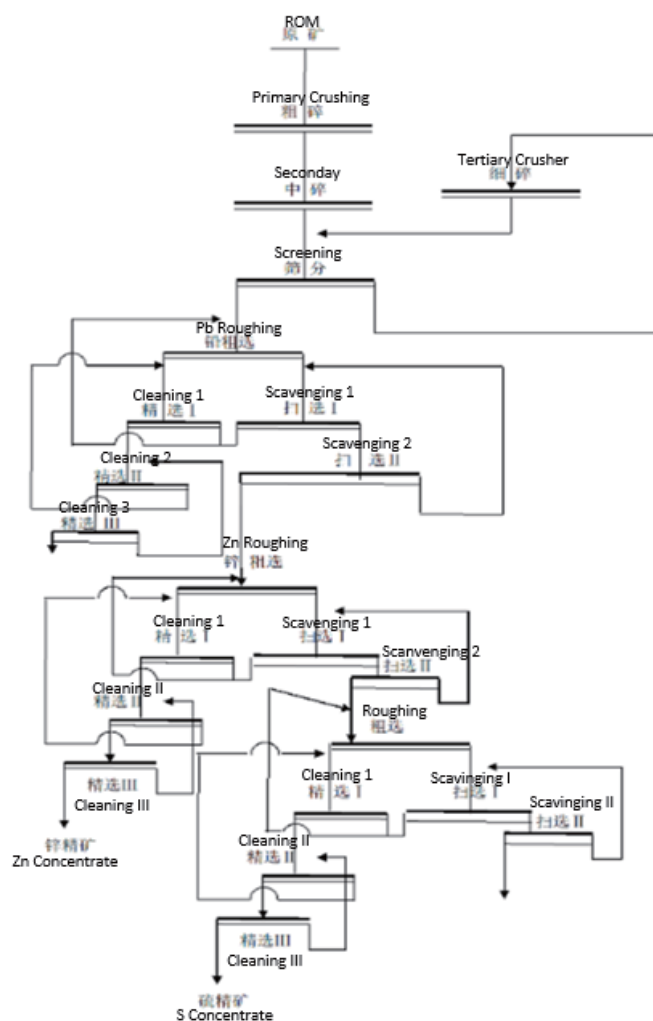 ROM
原矿
Primary Crushing
粗碎
Seconday
中碎
Tertiary Crusher
细碎
Screening
筛分
Pb Roughing
铅粗选
Cleaning 1
精选I
Scavenging 1
扫选I
Scavenging 2
扫选II
Cleaning 2
精选II
Cleaning 3
精选III
Zn Roughing
锌粗选
Cleaning 1
精选I
Scavenging 1
扫选I
Scanvenging 2
扫选II
Cleaning II
精选II
Roughing
粗选
Cleaning 1
精选I
Scavinging I
扫选I
Scavinging II
扫选II
精选III
Cleaning III
锌精矿
Zn Concentrate
Cleaning II
精选II
精选III
Cleaning III
硫精矿
S Concentrate